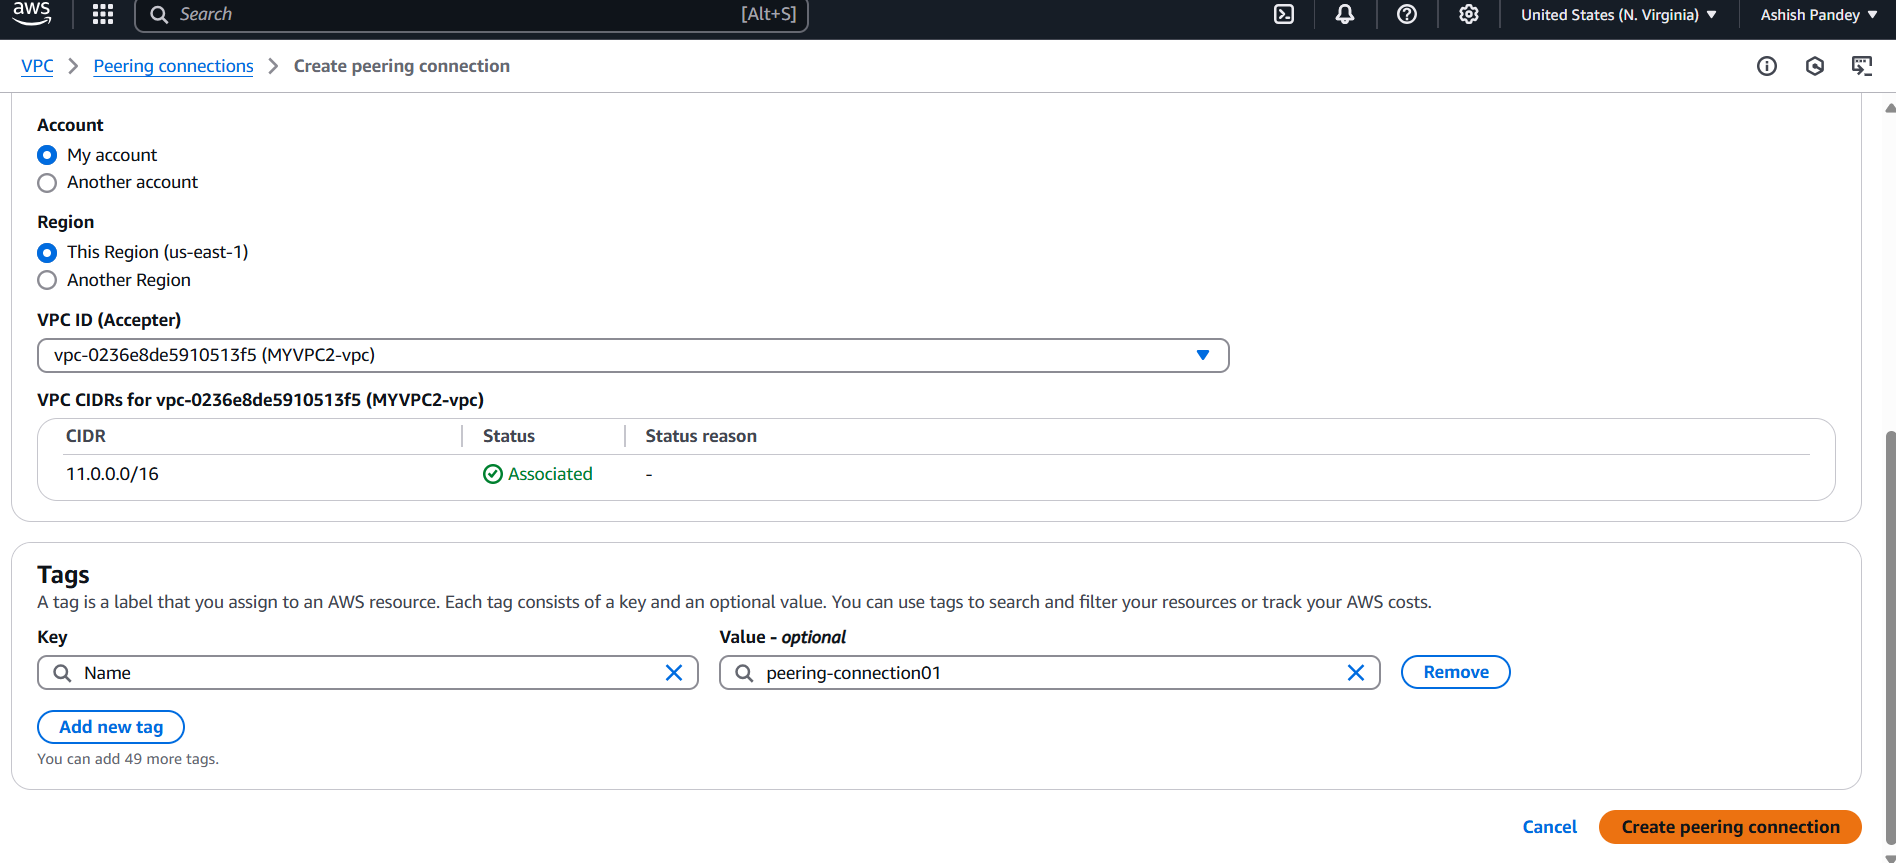 aws
Search [Alt+S] United States (N. Virginia) ▼ Ashish Pandey ▼
VPC > Peering connections > Create peering connection
Account
My account
Another account
Region
This Region (us-east-1)
Another Region
VPC ID (Accepter)
vpc-0236e8de5910513f5 (MYVPC2-vpc)
VPC CIDRs for vpc-0236e8de5910513f5 (MYVPC2-vpc)
CIDR Status Status reason
11.0.0.0/16 Associated -
Tags
A tag is a label that you assign to an AWS resource. Each tag consists of a key and an optional value. You can use tags to search and filter your resources or track your AWS costs.
Key Value - optional
Name peering-connection01 Remove
Add new tag
You can add 49 more tags.
Cancel Create peering connection